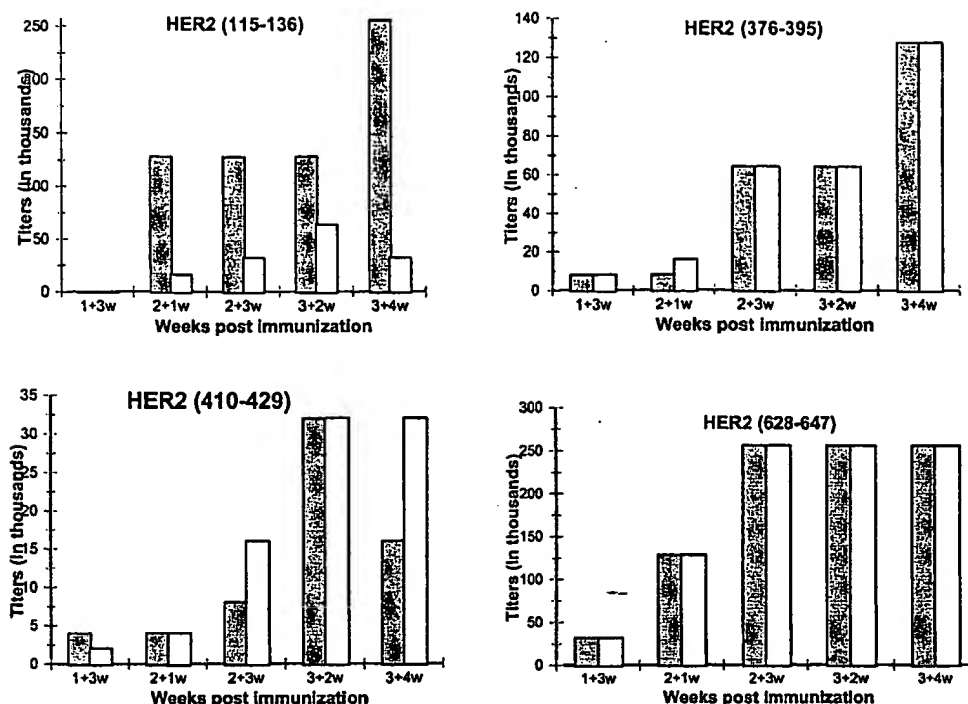 HER2 (115-136)
Titers (In thousands)
250
200
150
100
50
0
1+3w 2+1w 2+3w 3+2w 3+4w
Weeks post immunization
HER2 (376-395)
Titers (In thousands)
140
120
100
80
60
40
20
0
1+3w 2+1w 2+3w 3+2w 3+4w
Weeks post immunization
HER2 (410-429)
Titers (In thousands)
35
30
25
20
15
10
5
0
1+3w 2+1w 2+3w 3+2w 3+4w
Weeks post immunization
HER2 (628-647)
Titers (In thousands)
300
250
200
150
100
50
0
1+3w 2+1w 2+3w 3+2w 3+4w
Weeks post immunization